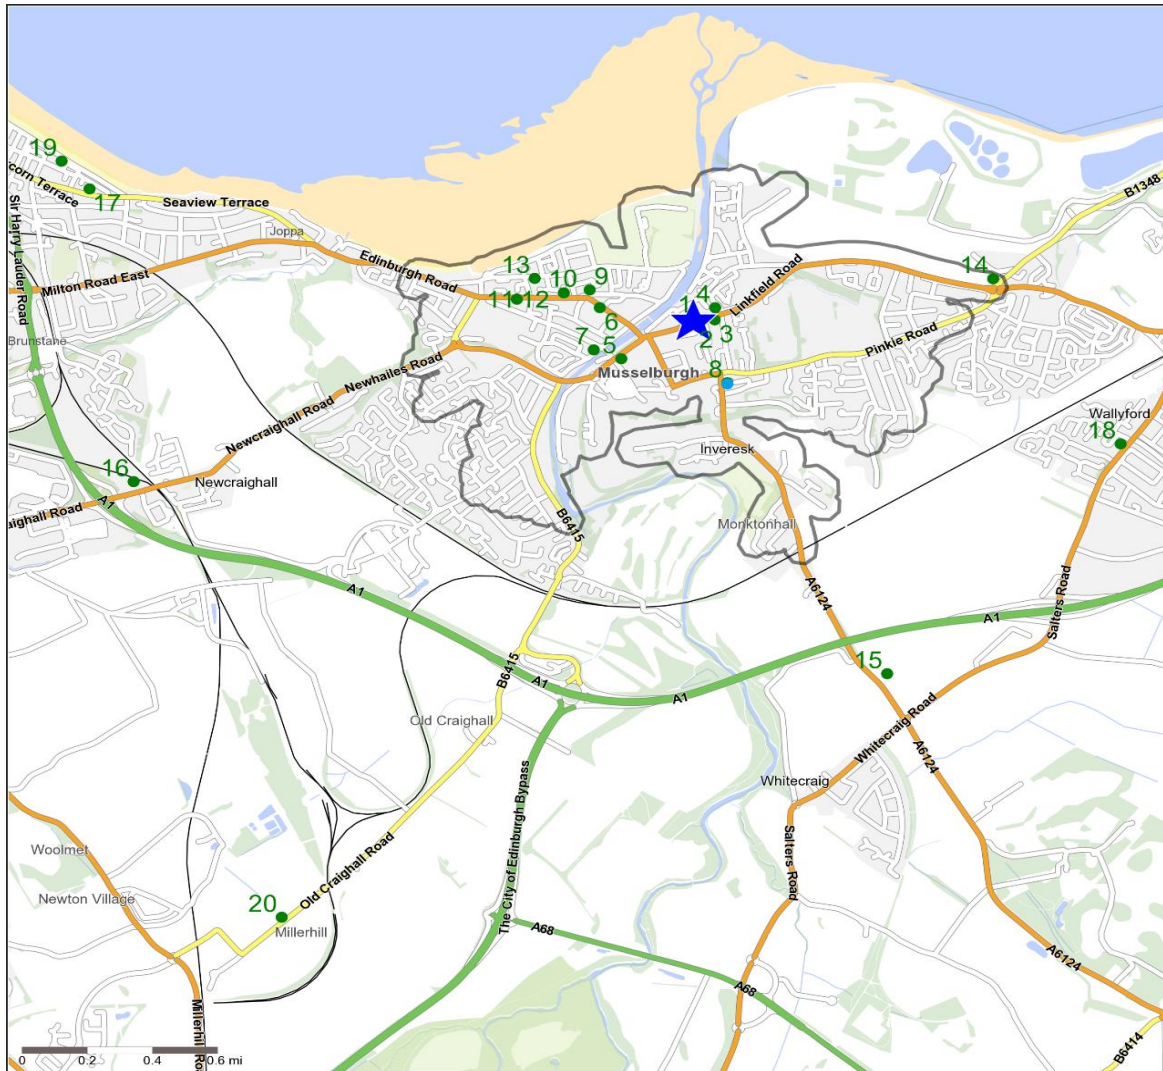 19
corn Terrace
17
Seaview Terrace
B1348
Sir Harry Lauder Road
Joppa
Edinburgh Road
13
10
9
14
Milton Road East
11
12
6
1
4
Linkfield Road
Brunstane
7
5
2
3
Pinkie Road
Newhailes Road
Musselburgh
8
Wallyford
18
Newcraighall Road
Inveresk
16
Newcraighall
aighall Road
A1
B6415
Monktonhall
A1
A6124
Salters Road
A1
B6415
A1
15
A1
Old Craighall
Whitecraig Road
A6124
The City of Edinburgh Bypass
Whitecraig
Woolmet
Salters Road
Newton Village
Old Craighall Road
20
Millerhill
A68
A6124
A68
Millerhill Roa
B6414
0 0.2 0.4 0.6 mi